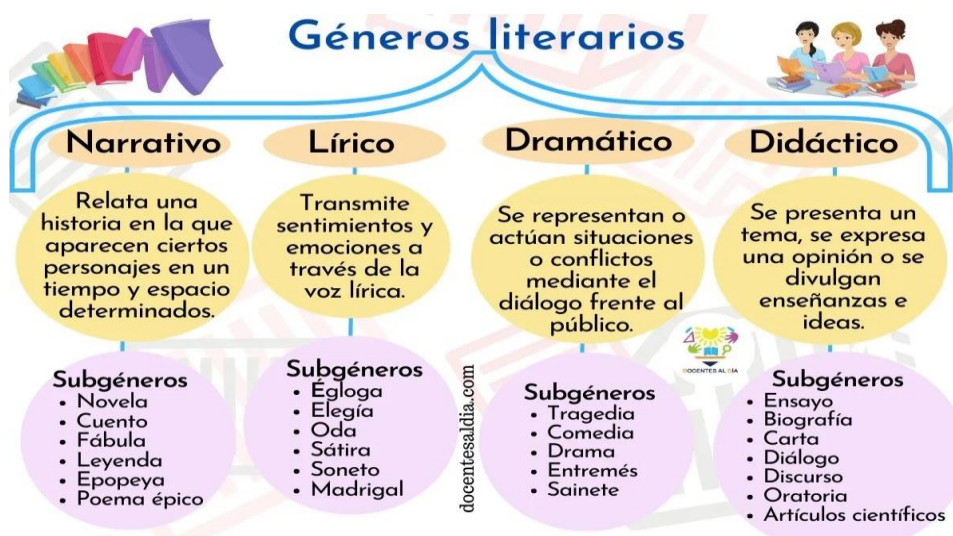 Géneros literarios
Narrativo
Relata una
historia en la que
aparecen ciertos
personajes en un
tiempo y espacio
determinados.
Subgéneros
• Novela
• Cuento
• Fábula
• Leyenda
• Epopeya
• Poema épico
Lírico
Transmite
sentimientos y
emociones a
través de la
voz lírica.
Subgéneros
• Égloga
• Elegía
• Oda
• Sátira
• Soneto
• Madrigal
docentesaldia.com
Dramático
Se representan o
actúan situaciones
o conflictos
mediante el
diálogo frente al
público.
Subgéneros
• Tragedia
• Comedia
• Drama
• Entremés
• Sainete
DOCENTES AL DÍA
Didáctico
Se presenta un
tema, se expresa
una opinión o se
divulgan
enseñanzas e
ideas.
Subgéneros
• Ensayo
• Biografía
• Carta
• Diálogo
• Discurso
• Oratoria
• Artículos científicos